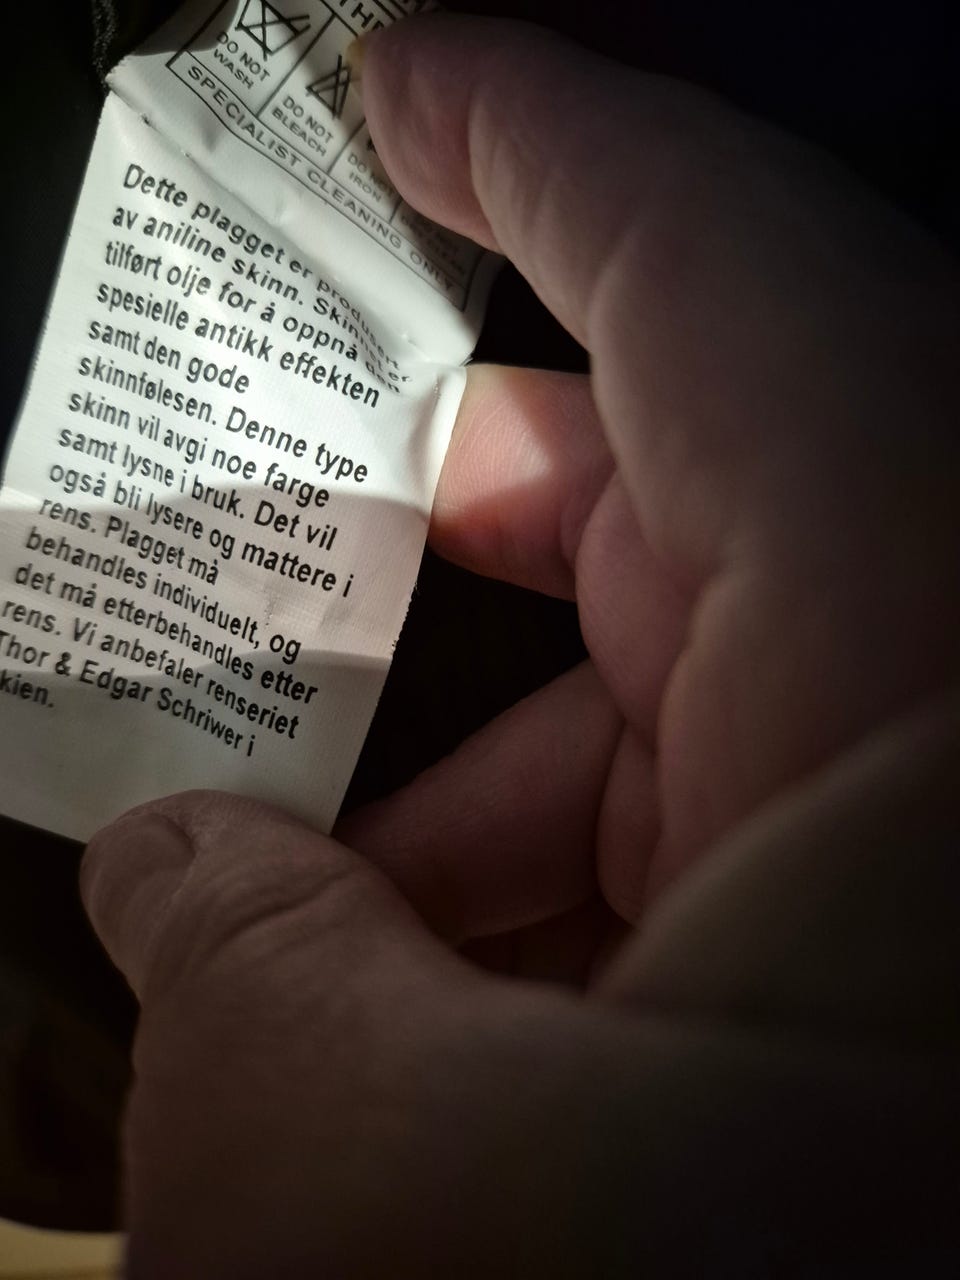 DO NOT
WASH
DO NOT
BLEACH
DO NOT
IRON
SPECIALIST CLEANING ONLY
Dette plagget er produsert
av aniline skinn. Skinnet er
tilført olje for å oppnå den
spesielle antikk effekten
samt den gode
skinnfølesen. Denne type
skinn vil avgi noe farge
samt lysne i bruk. Det vil
også bli lysere og mattere i
rens. Plagget må
behandles individuelt, og
det må etterbehandles etter
rens. Vi anbefaler renseriet
Thor & Edgar Schriwer i
kien.